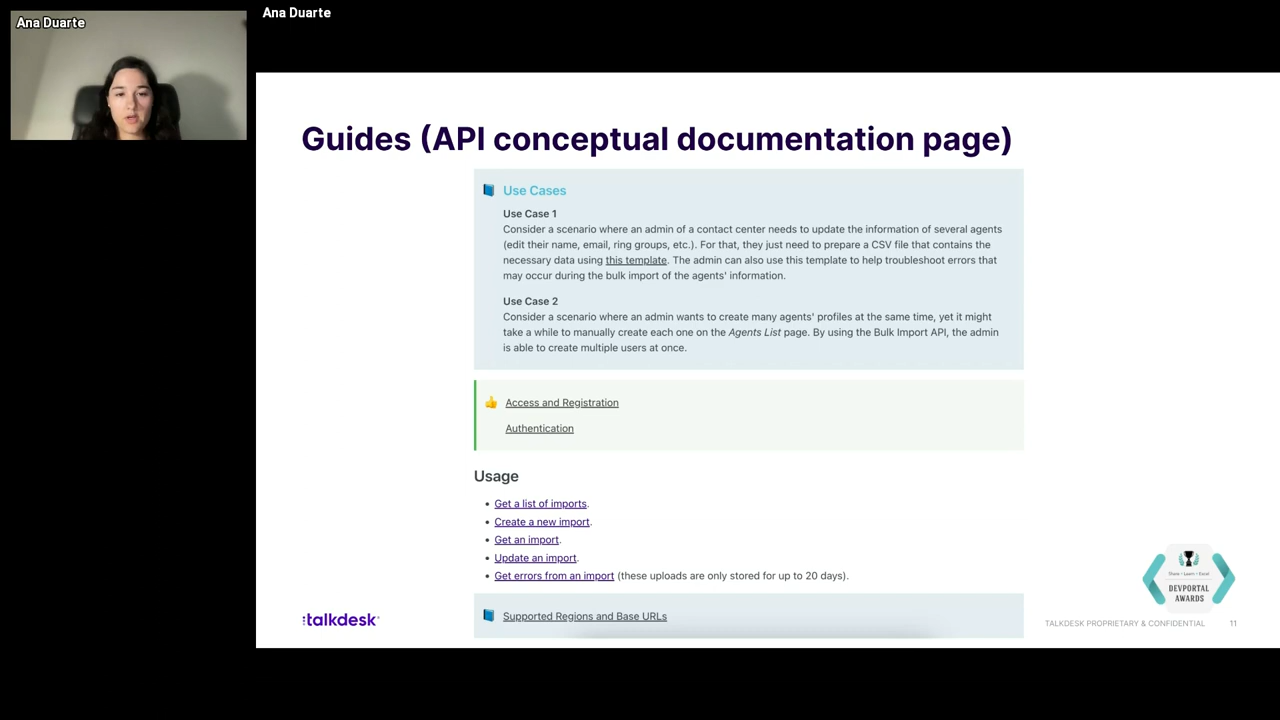 Ana Duarte
Ana Duarte
Guides (API conceptual documentation page)
Use Cases
Use Case 1
Consider a scenario where an admin of a contact center needs to update the information of several agents
(edit their name, email, ring groups, etc.). For that, they just need to prepare a CSV file that contains the
necessary data using this template. The admin can also use this template to help troubleshoot errors that
may occur during the bulk import of the agents' information.
Use Case 2
Consider a scenario where an admin wants to create many agents' profiles at the same time, yet it might
take a while to manually create each one on the Agents List page. By using the Bulk Import API, the admin
is able to create multiple users at once.
Access and Registration
Authentication
Usage
• Get a list of imports.
• Create a new import.
• Get an import.
• Update an import.
• Get errors from an import (these uploads are only stored for up to 20 days).
Supported Regions and Base URLs
:talkdesk
Share • Learn • Excel
DEVPORTAL
AWARDS
TALKDESK PROPRIETARY & CONFIDENTIAL 11